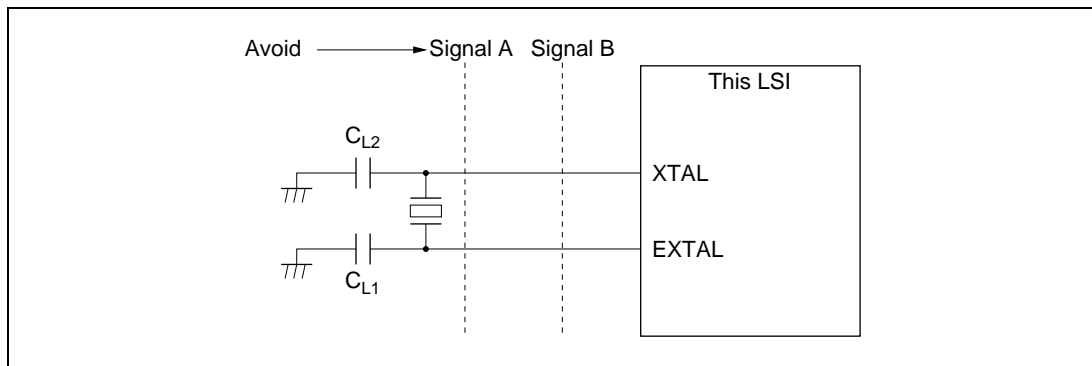 Avoid Signal A Signal B
This LSI
CL2
XTAL
EXTAL
CL1